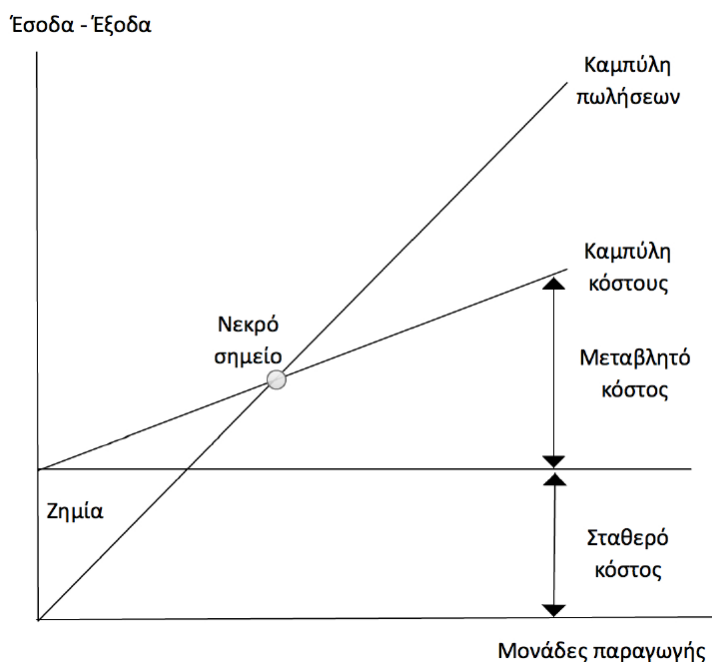 Έσοδα - Έξοδα
Καμπύλη
πωλήσεων
Καμπύλη
κόστους
Νεκρό
σημείο
Μεταβλητό
κόστος
Ζημία
Σταθερό
κόστος
Μονάδες παραγωγής